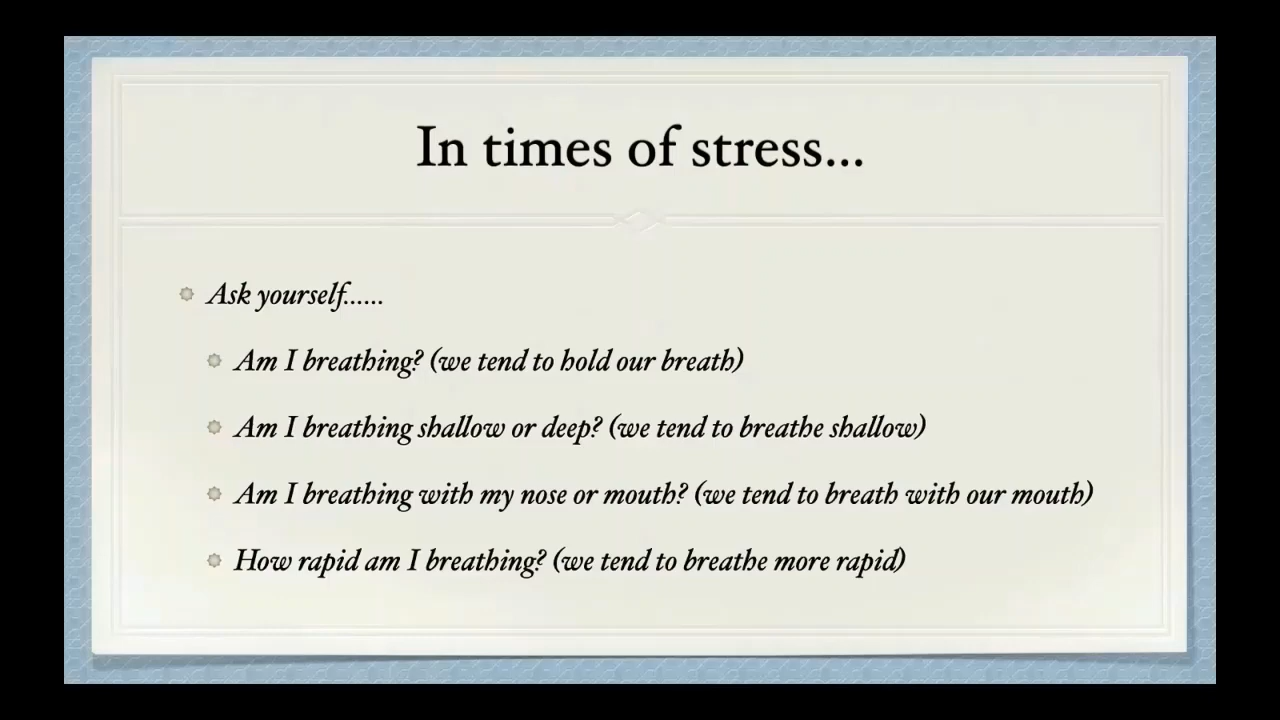 In times of stress...
Ask yourself......
Am I breathing? (we tend to hold our breath)
Am I breathing shallow or deep? (we tend to breathe shallow)
Am I breathing with my nose or mouth? (we tend to breath with our mouth)
How rapid am I breathing? (we tend to breathe more rapid)